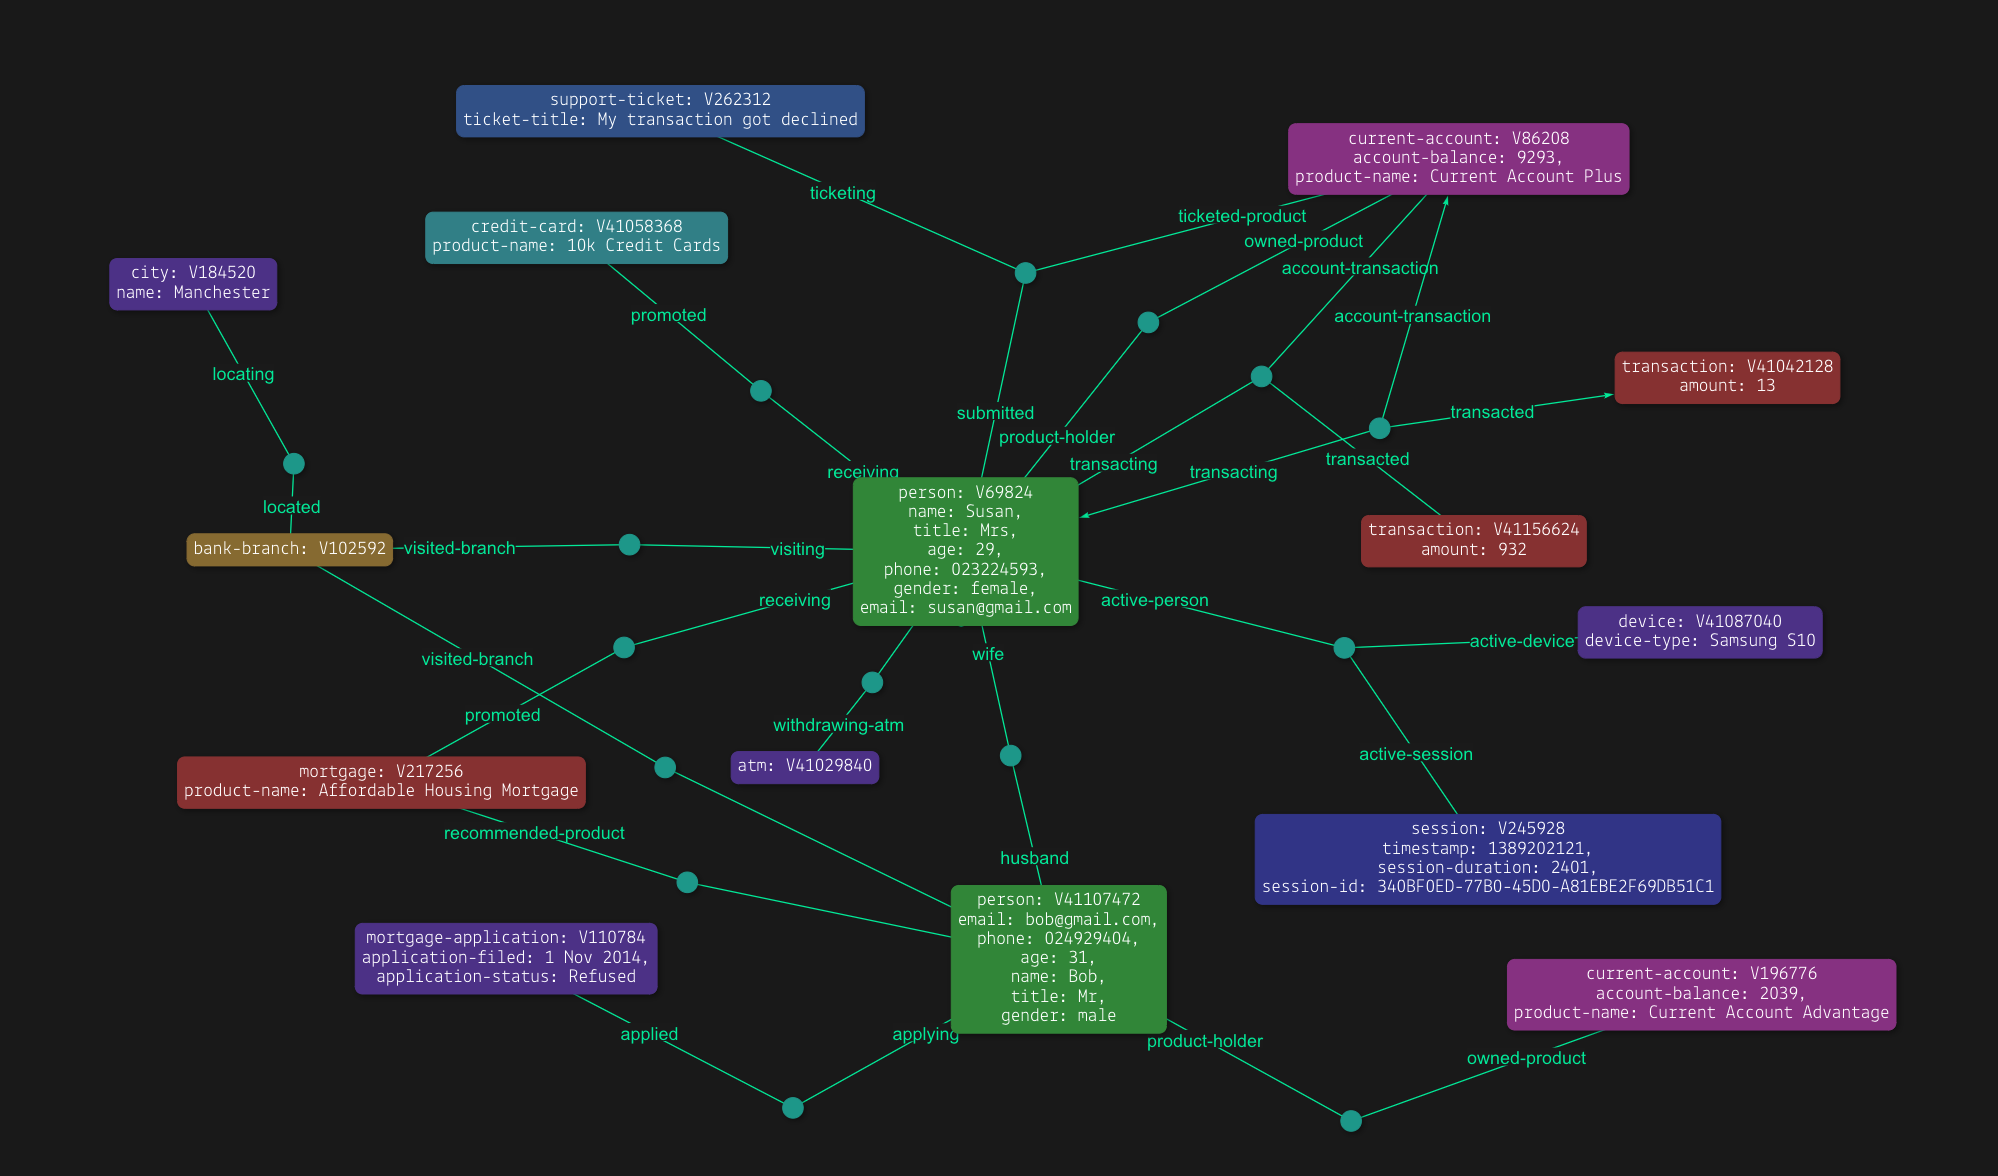 support-ticket: V262312
ticket-title: My transaction got declined
current-account: V86208
account-balance: 9293,
product-name: Current Account Plus
ticketing
ticketed-product
credit-card: V41058368
product-name: 10k Credit Cards
owned-product
account-transaction
city: V184520
name: Manchester
promoted
account-transaction
locating
transaction: V41042128
amount: 13
submitted
transacted
product-holder
transacting
transacted
receiving
transacting
located
person: V69824
name: Susan,
title: Mrs,
age: 29,
phone: 023224593,
gender: female,
email: susan@gmail.com
transaction: V41156624
amount: 932
bank-branch: V102592
visited-branch
visiting
receiving
active-person
device: V41087040
device-type: Samsung S10
active-device
visited-branch
wife
promoted
withdrawing-atm
active-session
atm: V41029840
mortgage: V217256
product-name: Affordable Housing Mortgage
recommended-product
husband
session: V245928
timestamp: 1389202121,
session-duration: 2401,
session-id: 340BF0ED-77B0-45D0-A81EBE2F69DB51C1
person: V41107472
email: bob@gmail.com,
phone: 024929404,
age: 31,
name: Bob,
title: Mr,
gender: male
mortgage-application: V110784
application-filed: 1 Nov 2014,
application-status: Refused
current-account: V196776
account-balance: 2039,
product-name: Current Account Advantage
applied
applying
product-holder
owned-product